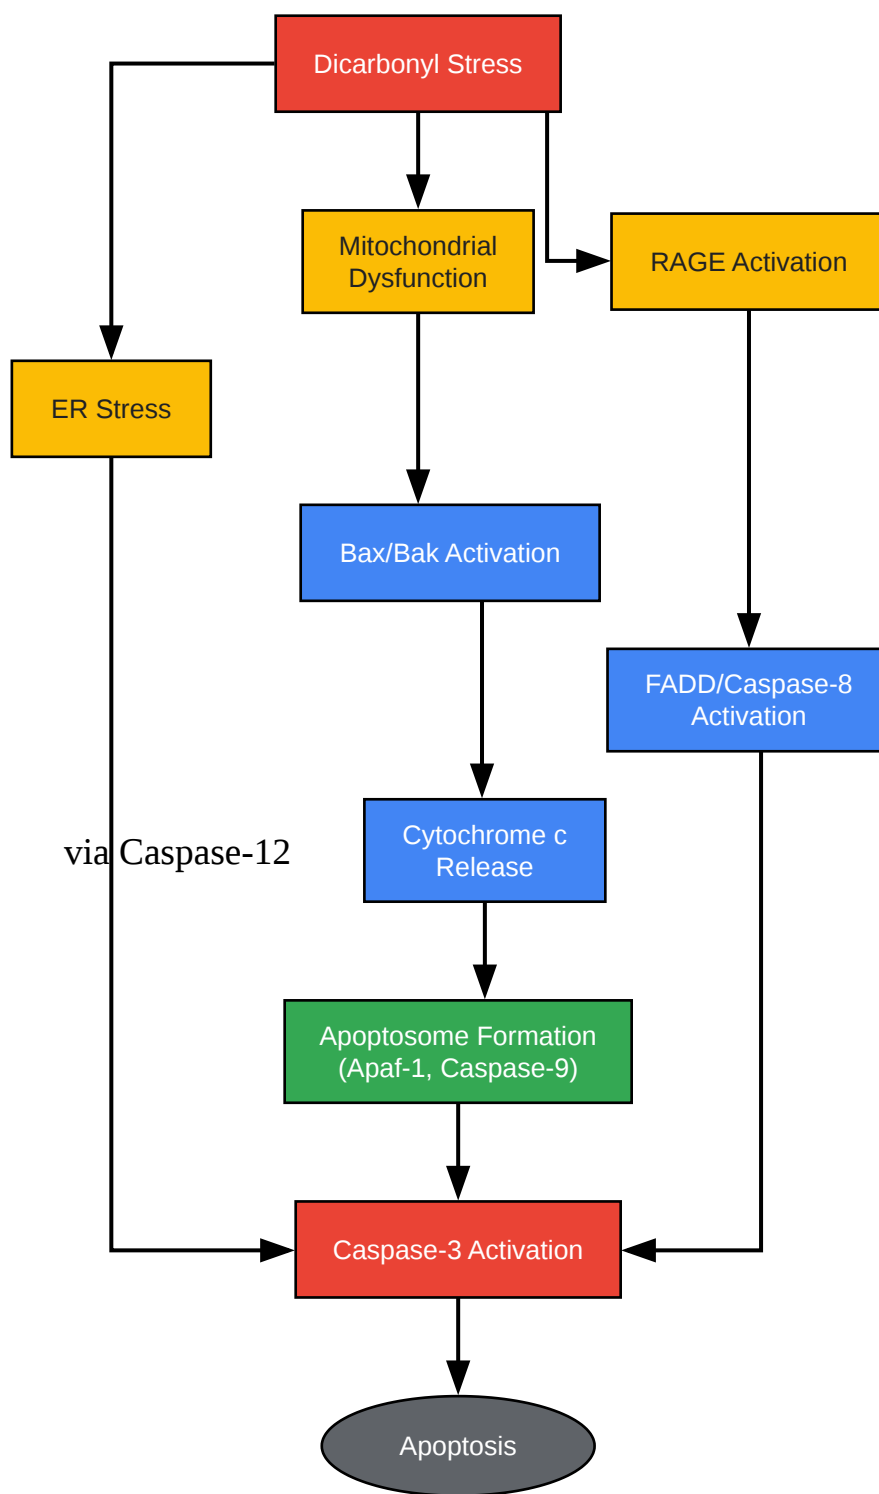 Dicarbonyl Stress
Mitochondrial
Dysfunction
RAGE Activation
ER Stress
Bax/Bak Activation
FADD/Caspase-8
Activation
via Caspase-12
Cytochrome c
Release
Apoptosome Formation
(Apaf-1, Caspase-9)
Caspase-3 Activation
Apoptosis